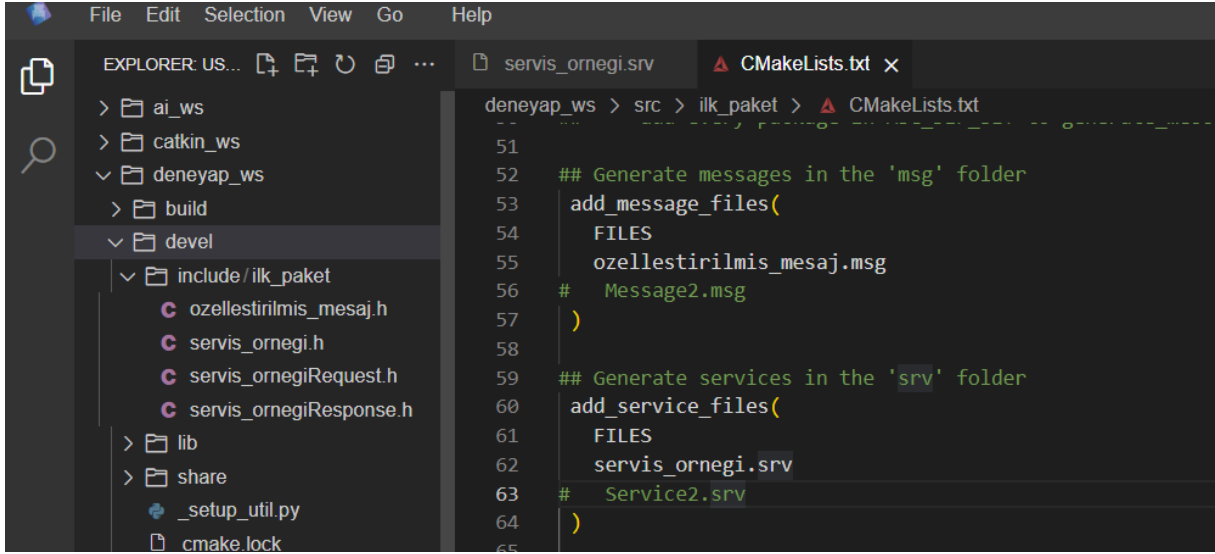 File Edit Selection View Go Help
EXPLORER: US... ...
servis_ornegi.srv
CMakeLists.txt
deneyap_ws > src > ilk_paket > CMakeLists.txt
> ai_ws
> catkin_ws
deneyap_ws
> build
devel
include/ilk_paket
C ozellestirilmis_mesaj.h
C servis_ornegi.h
C servis_ornegiRequest.h
C servis_ornegiResponse.h
> lib
> share
_setup_util.py
cmake.lock
51
52 ## Generate messages in the 'msg' folder
53 add_message_files(
54 FILES
55 ozellestirilmis_mesaj.msg
56 # Message2.msg
57 )
58
59 ## Generate services in the 'srv' folder
60 add_service_files(
61 FILES
62 servis_ornegi.srv
63 # Service2.srv
64 )
65